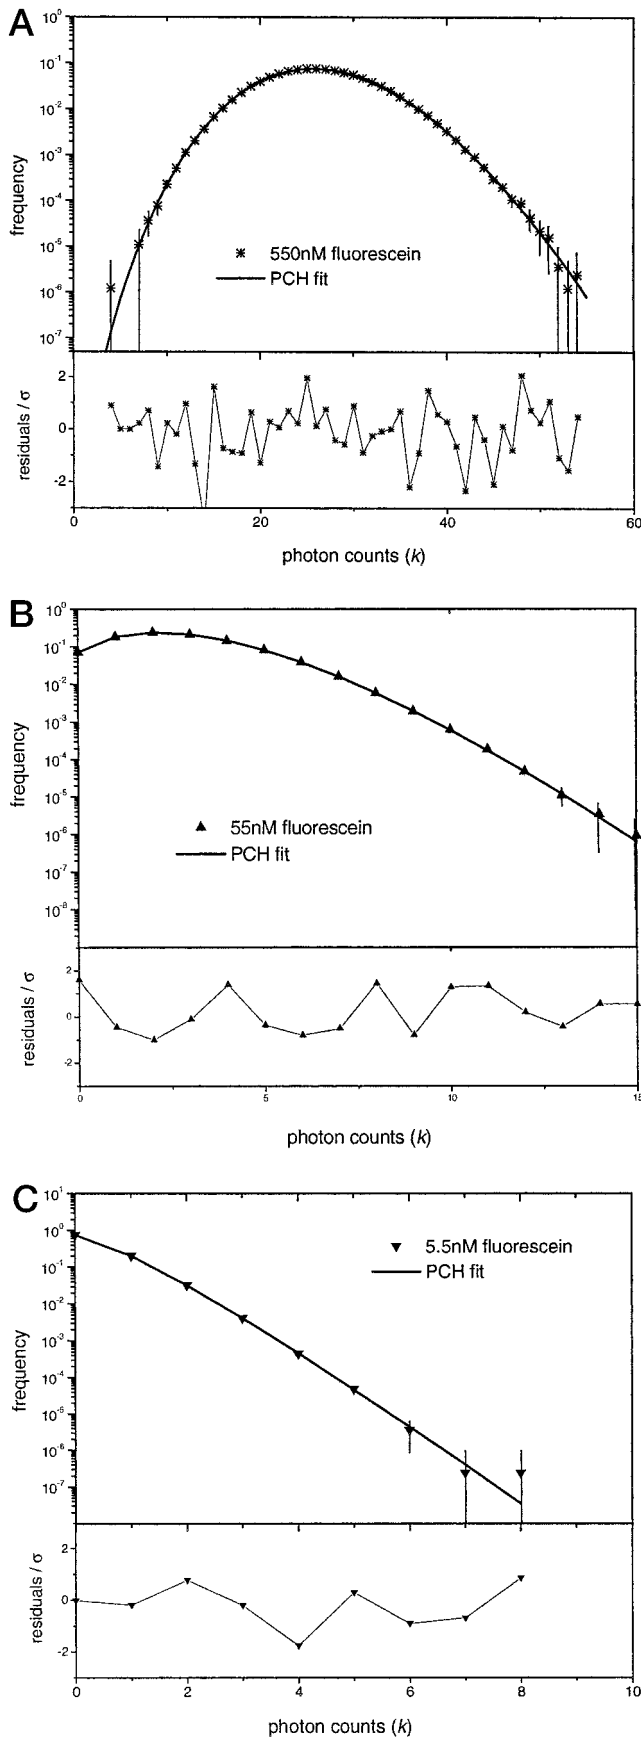 A
10^0
10^-1
10^-2
10^-3
10^-4
10^-5
10^-6
10^-7
frequency
550nM fluorescein
PCH fit
2
0
-2
residuals / σ
0 20 40 60
photon counts (k)
B
10^0
10^-1
10^-2
10^-3
10^-4
10^-5
10^-6
10^-7
10^-8
frequency
55nM fluorescein
PCH fit
2
0
-2
residuals / σ
0 5 10 15
photon counts (k)
C
10^1
10^0
10^-1
10^-2
10^-3
10^-4
10^-5
10^-6
10^-7
frequency
5.5nM fluorescein
PCH fit
2
0
-2
residuals / σ
0 2 4 6 8 10
photon counts (k)